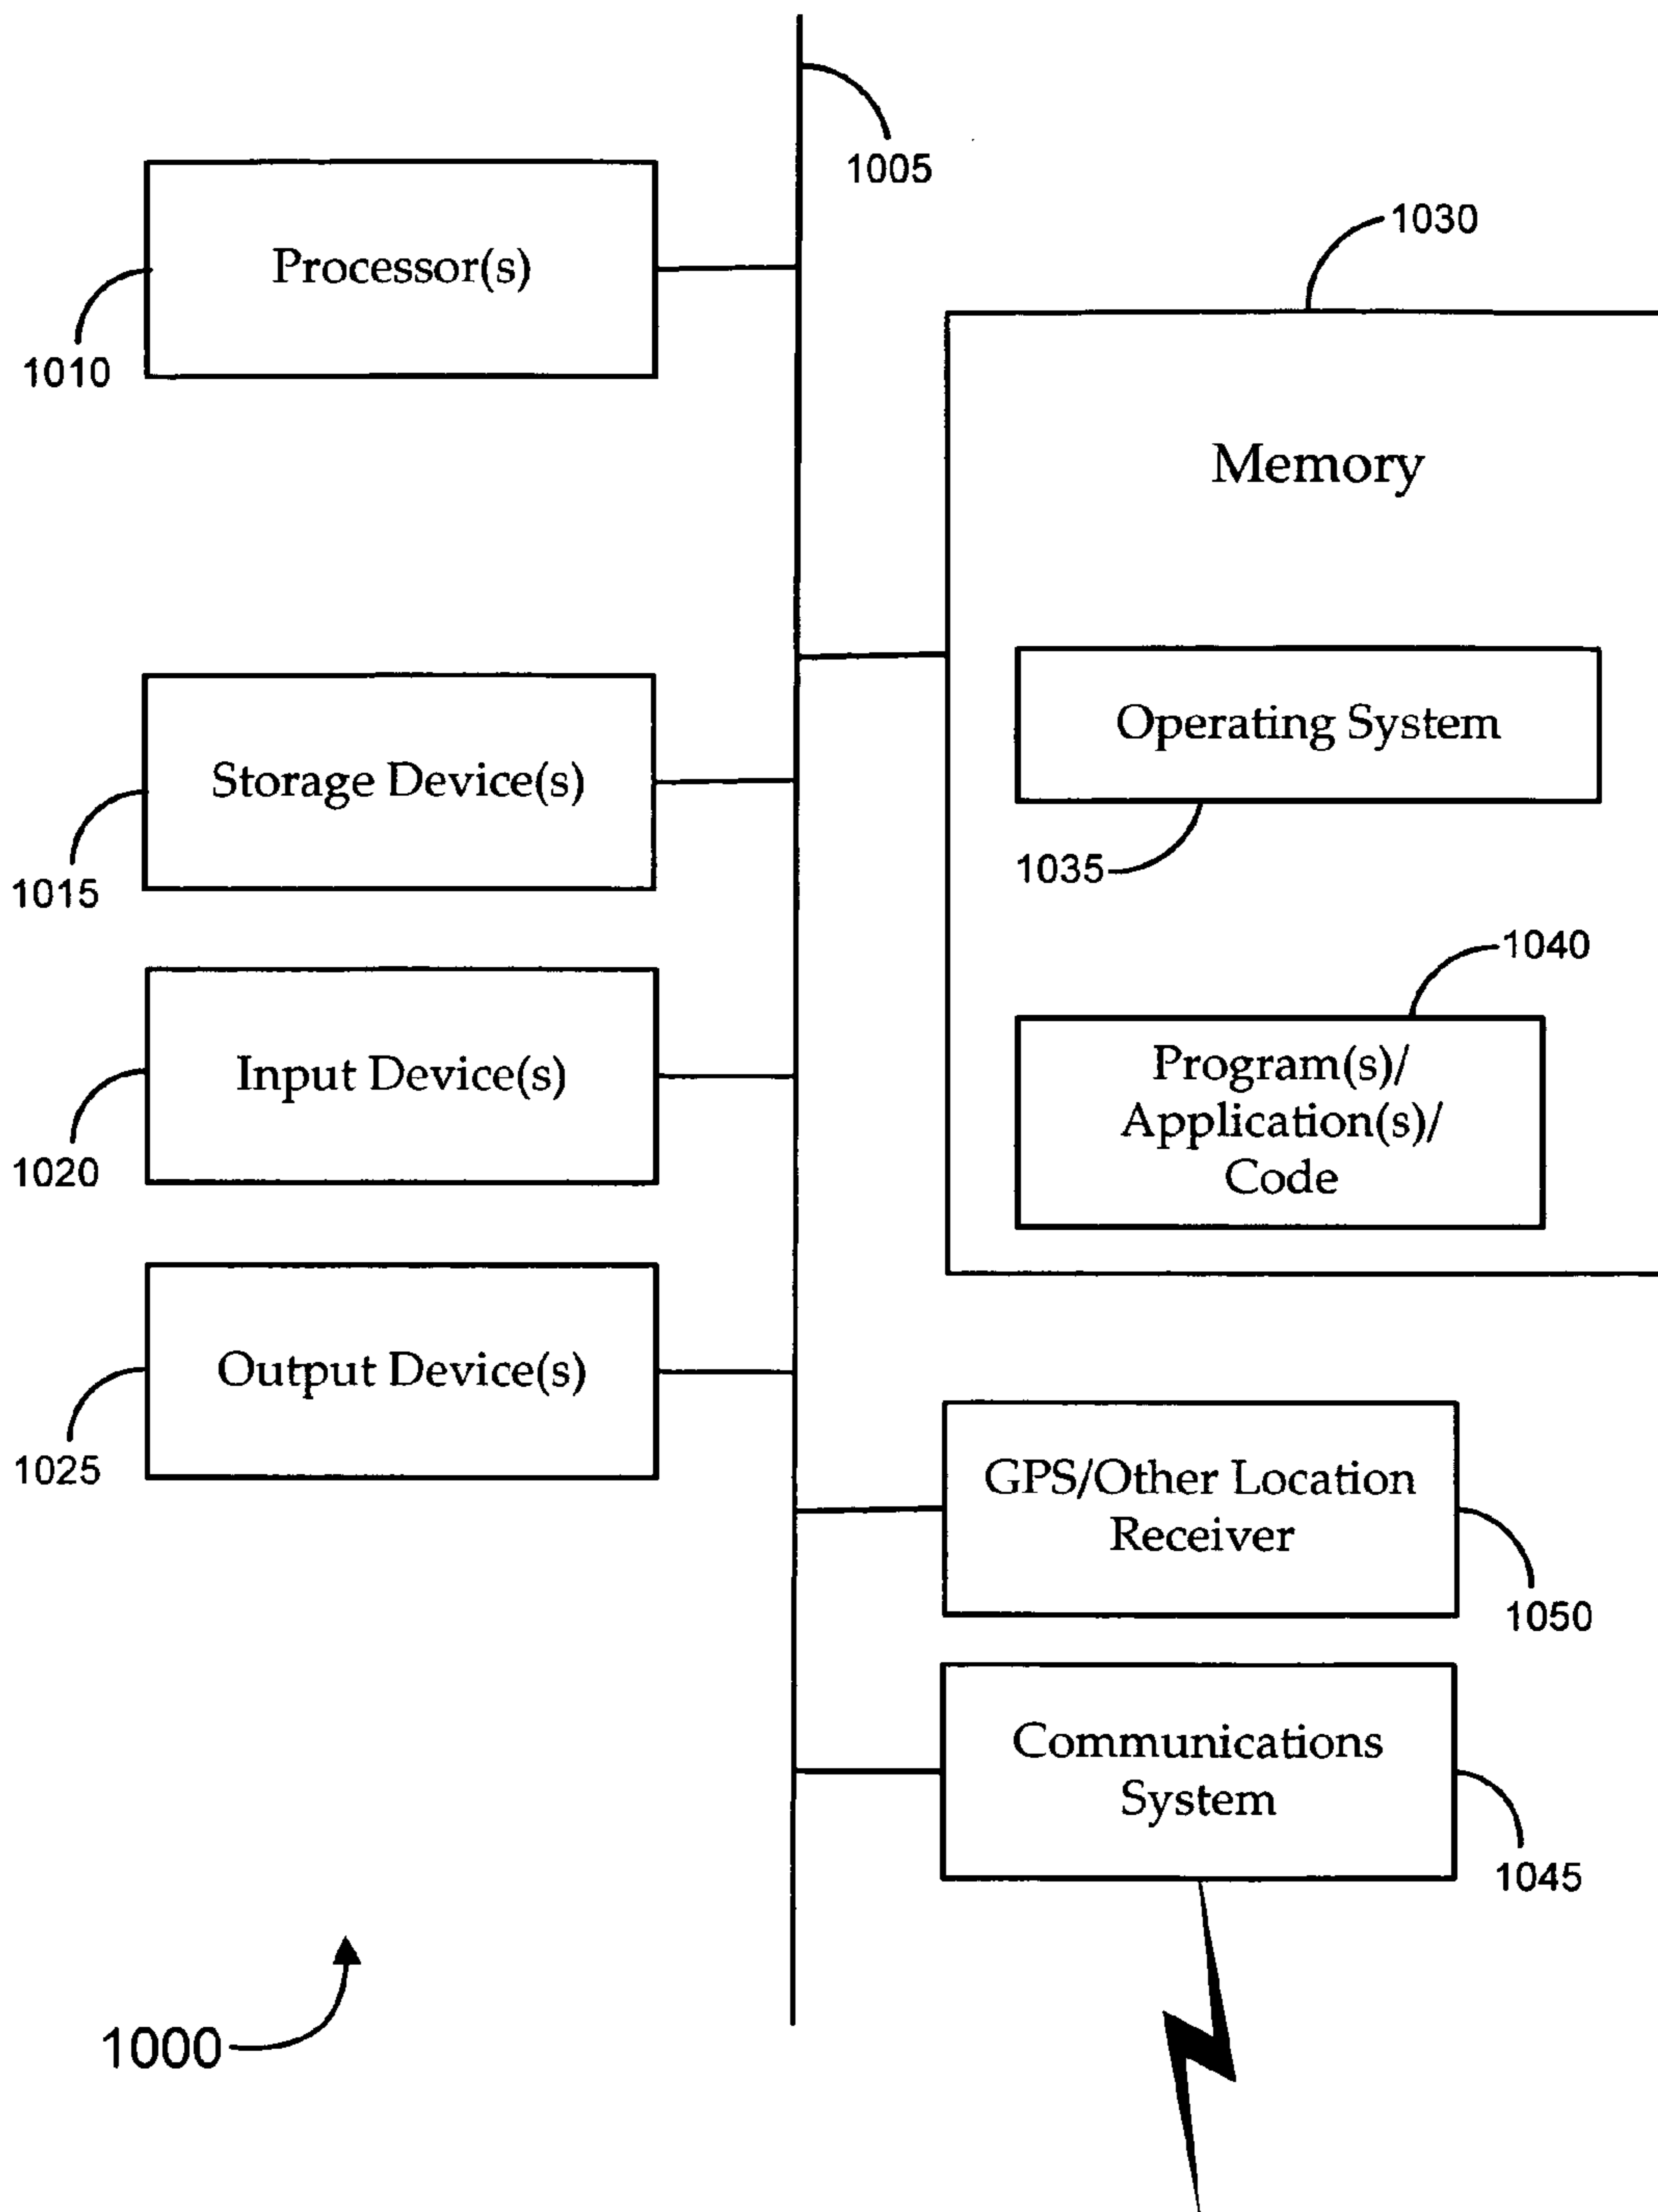 1005
Processor(s)
1010
1030
Memory
Storage Device(s)
1015
Operating System
1035
1040
Input Device(s)
1020
Program(s)/
Application(s)/
Code
Output Device(s)
1025
GPS/Other Location
Receiver
1050
Communications
System
1045
1000